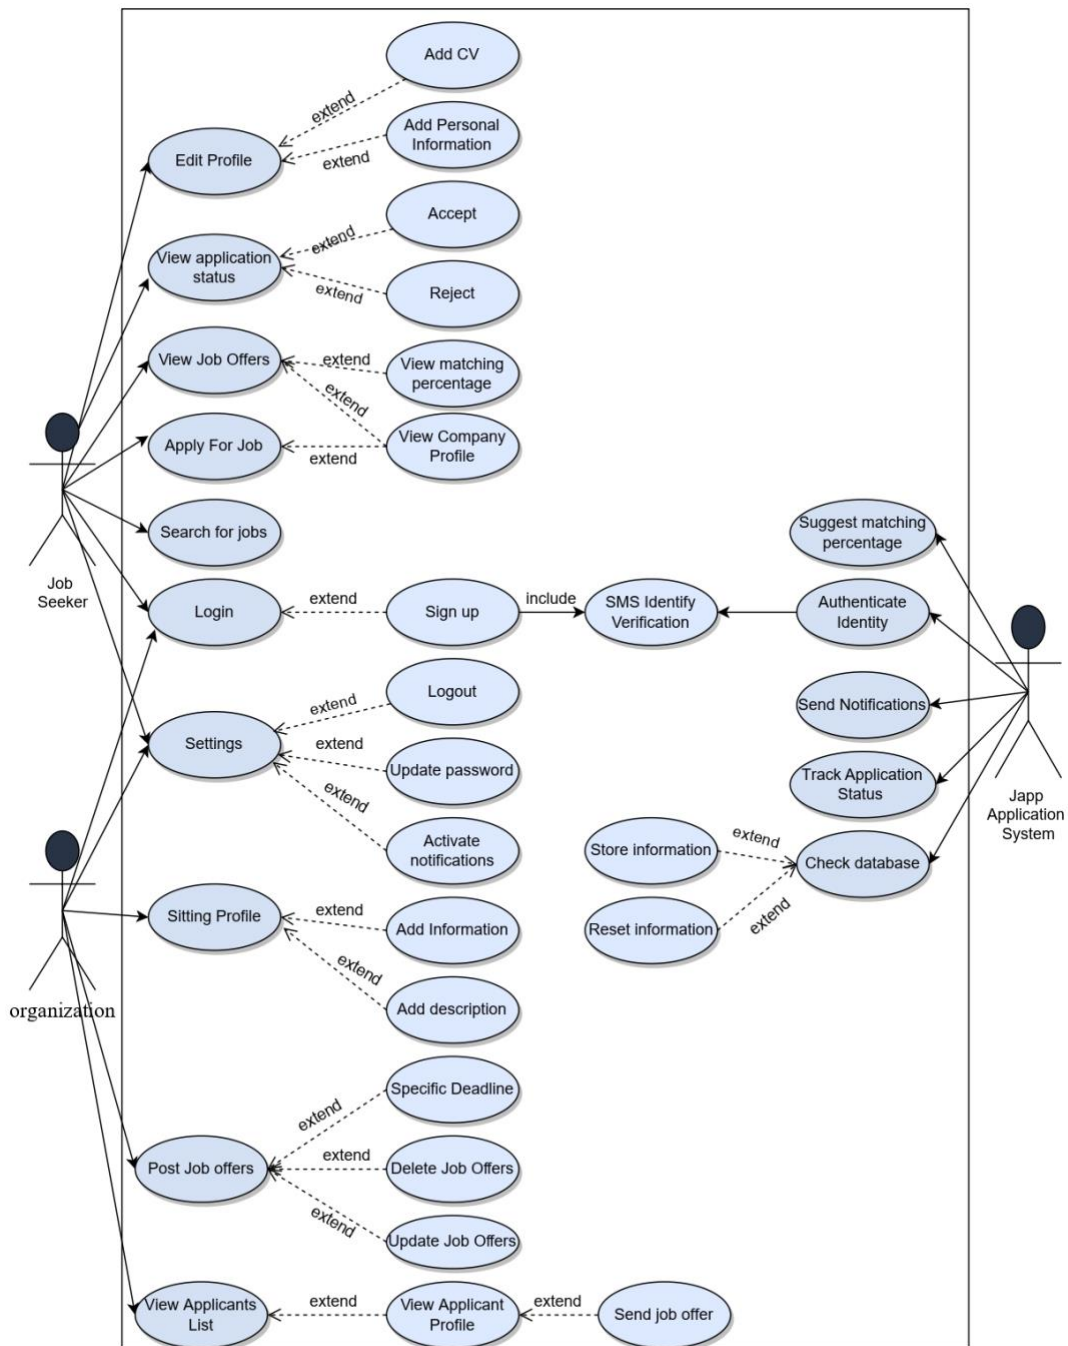 Add CV
extend
Add Personal
Information
extend
Edit Profile
Accept
extend
View application
status
Reject
extend
View Job Offers
extend
View matching
percentage
extend
View Company
Profile
Apply For Job
extend
Search for jobs
Suggest matching
percentage
Job
Seeker
Login
extend
Sign up
include
SMS Identify
Verification
Authenticate
Identity
Logout
extend
Send Notifications
Settings
extend
Update password
Track Application
Status
Japp
Application
System
extend
Activate
notifications
Store information
extend
Check database
Sitting Profile
extend
Add Information
Reset information
extend
extend
Add description
organization
Specific Deadline
extend
Post Job offers
extend
Delete Job Offers
extend
Update Job Offers
View Applicants
List
extend
View Applicant
Profile
extend
Send job offer